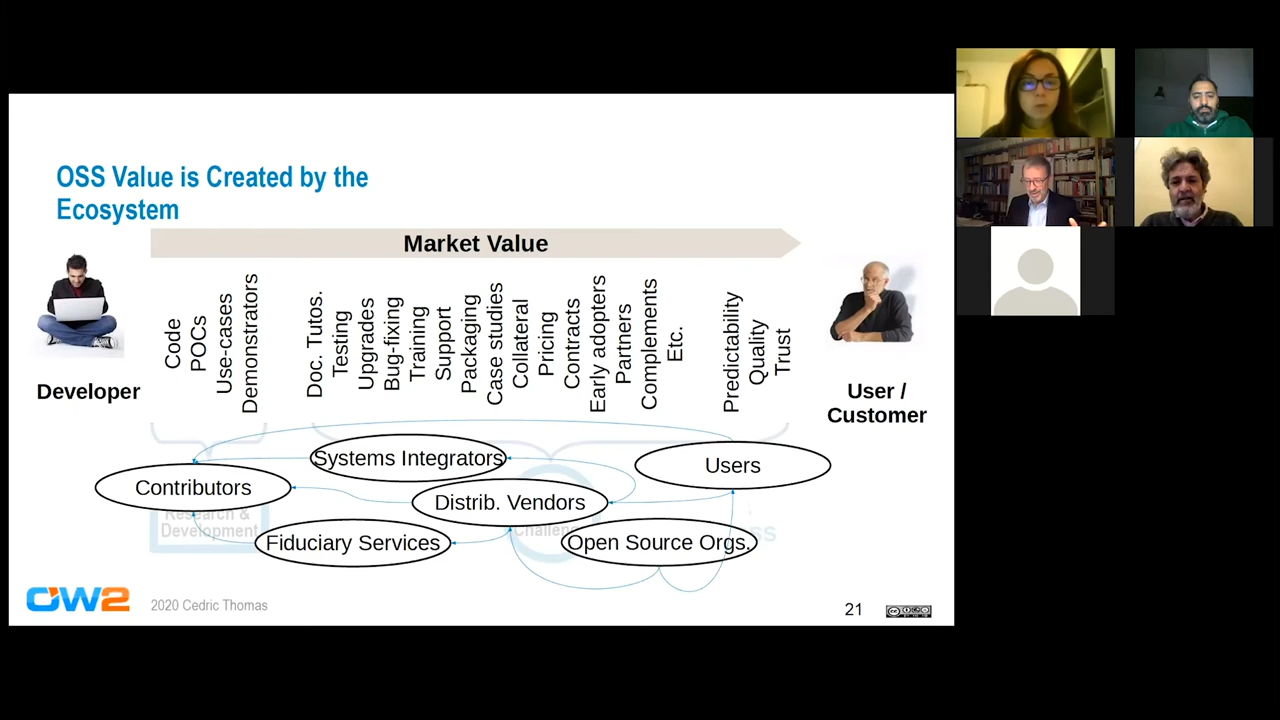 OSS Value is Created by the
Ecosystem
Market Value
Code
POCs
Use-cases
Demonstrators
Doc. Tutos.
Testing
Upgrades
Bug-fixing
Training
Support
Packaging
Case studies
Collateral
Pricing
Contracts
Early adopters
Partners
Complements
Etc.
Predictability
Quality
Trust
Developer
User /
Customer
Systems Integrators
Users
Contributors
Distrib. Vendors
Research &
Development
Fiduciary Services
Open Source Orgs.
OW2
2020 Cedric Thomas
21